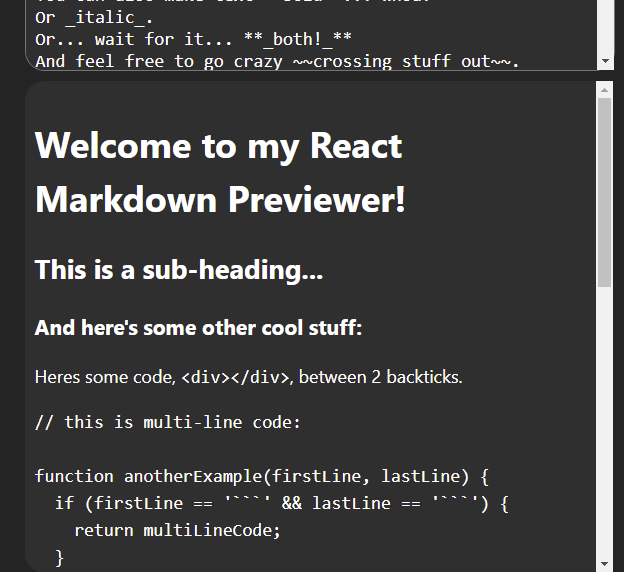 Or _italic_.
Or... wait for it... **_both!_**
And feel free to go crazy ~~crossing stuff out~~.
Welcome to my React
Markdown Previewer!
This is a sub-heading...
And here's some other cool stuff:
Heres some code, <div></div>, between 2 backticks.
// this is multi-line code:
function anotherExample(firstLine, lastLine) {
  if (firstLine == '```' && lastLine == '```') {
    return multiLineCode;
  }